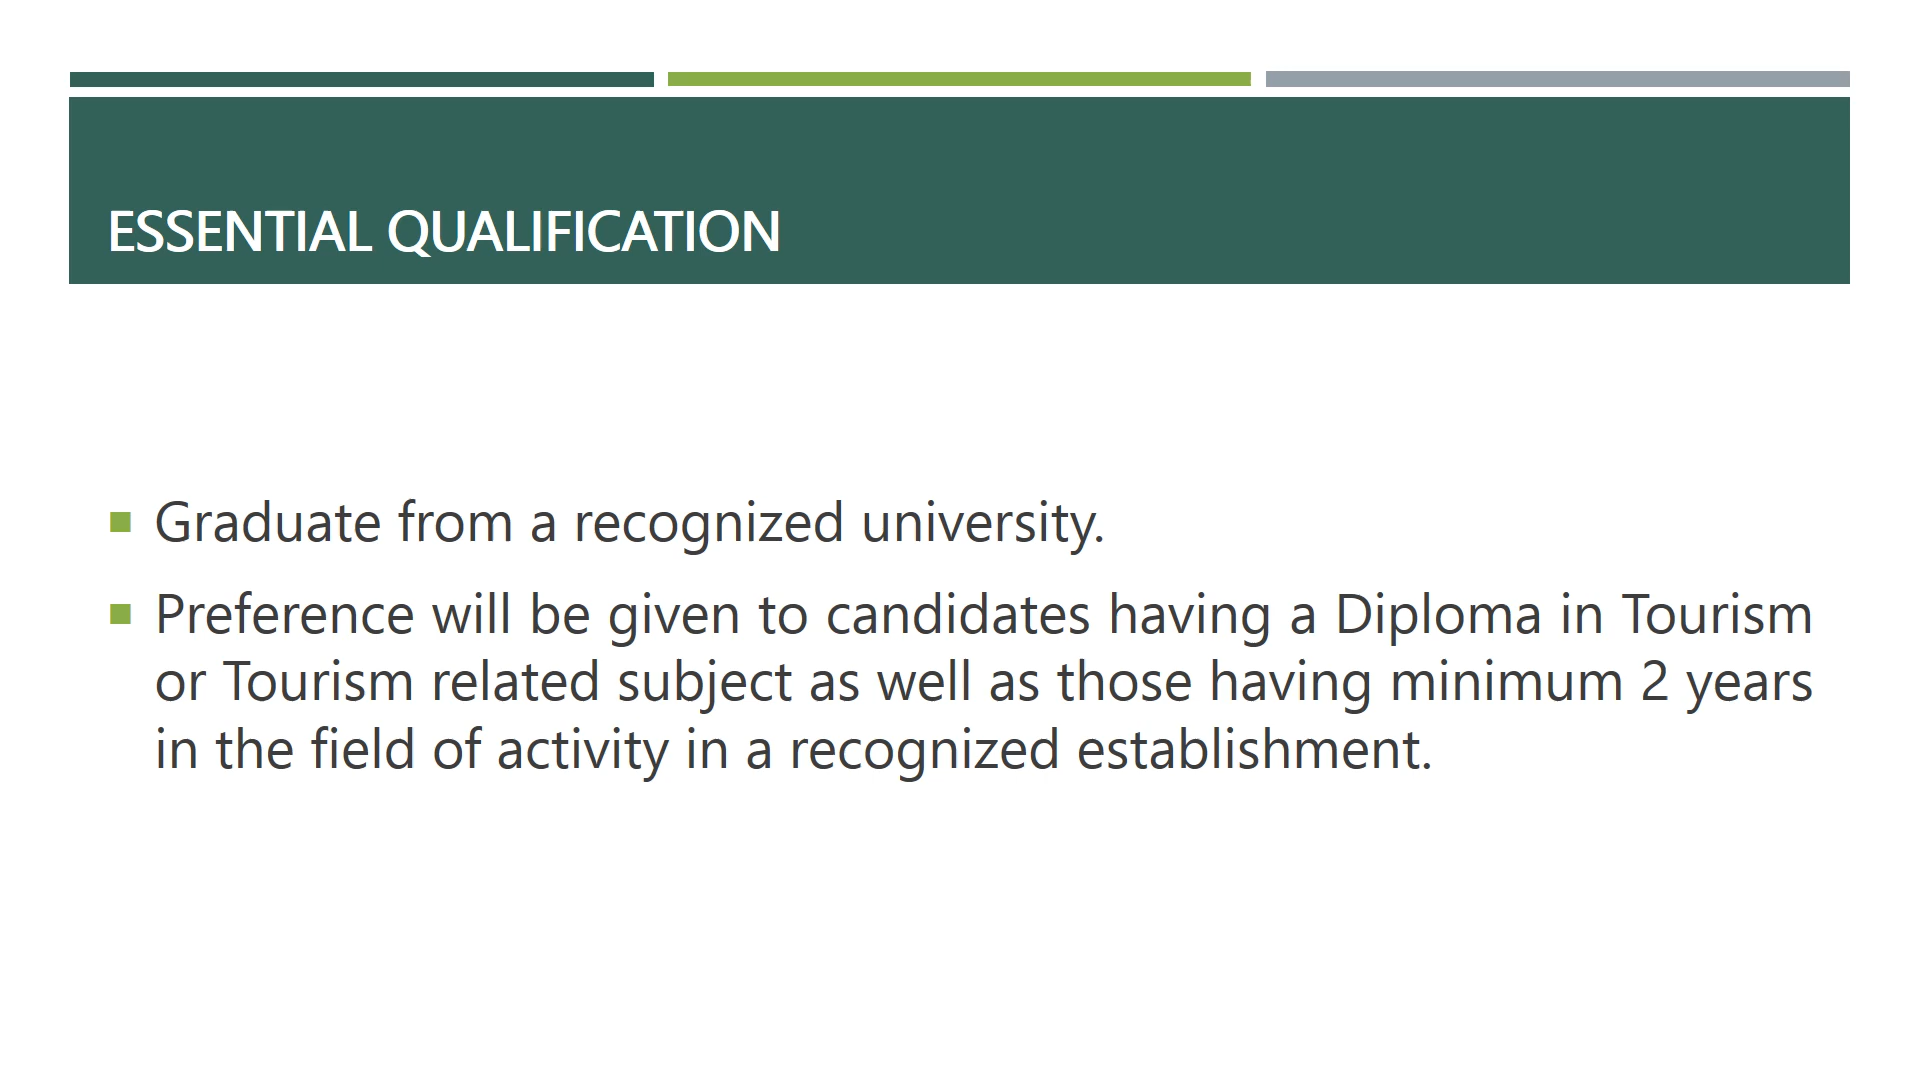 ESSENTIAL QUALIFICATION
Graduate from a recognized university.
Preference will be given to candidates having a Diploma in Tourism
or Tourism related subject as well as those having minimum 2 years
in the field of activity in a recognized establishment.